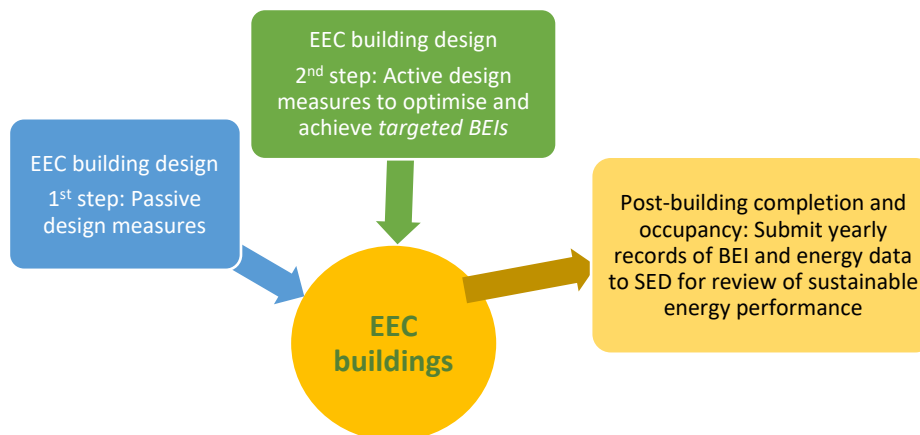 EEC building design
1st step: Passive
design measures
EEC building design
2nd step: Active design
measures to optimise and
achieve targeted BEIs
Post-building completion and
occupancy: Submit yearly
records of BEI and energy data
to SED for review of sustainable
energy performance
EEC
buildings